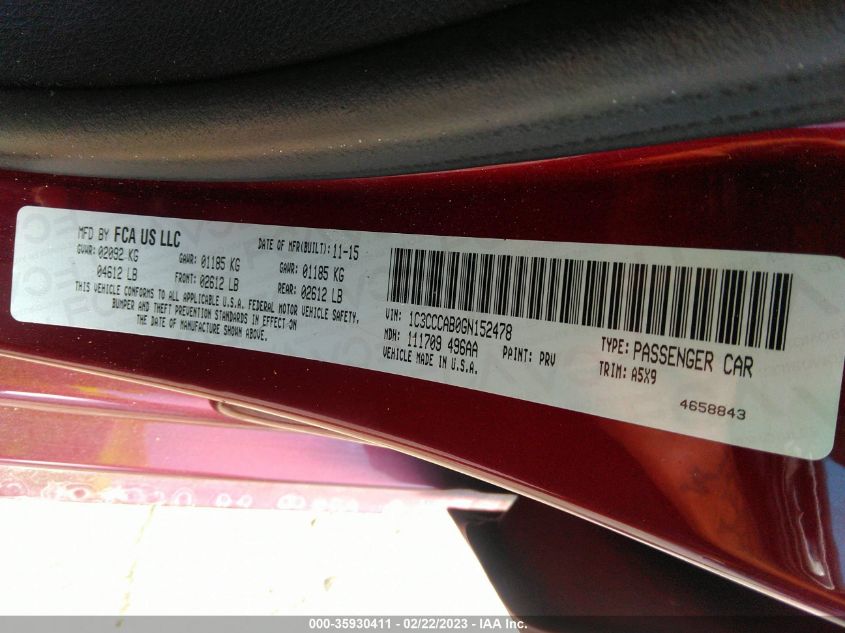 MFD BY FCA US LLC
DATE OF MFR(BUILT): 11-15
GVWR: 02092 KG
04612 LB
GAWR: 01185 KG
FRONT: 02612 LB
GAWR: 01185 KG
REAR: 02612 LB
THIS VEHICLE CONFORMS TO ALL APPLICABLE U.S.A. FEDERAL MOTOR VEHICLE SAFETY,
BUMPER AND THEFT PREVENTION STANDARDS IN EFFECT ON
THE DATE OF MANUFACTURE SHOWN ABOVE.
VIN: 1C3CCCAB0GN152478
TYPE: PASSENGER CAR
MDH: 111709 496AA
PAINT: PRV
TRIM: A5X9
VEHICLE MADE IN U.S.A.
4658843
000-35930411 - 02/22/2023 - © IAA Inc.